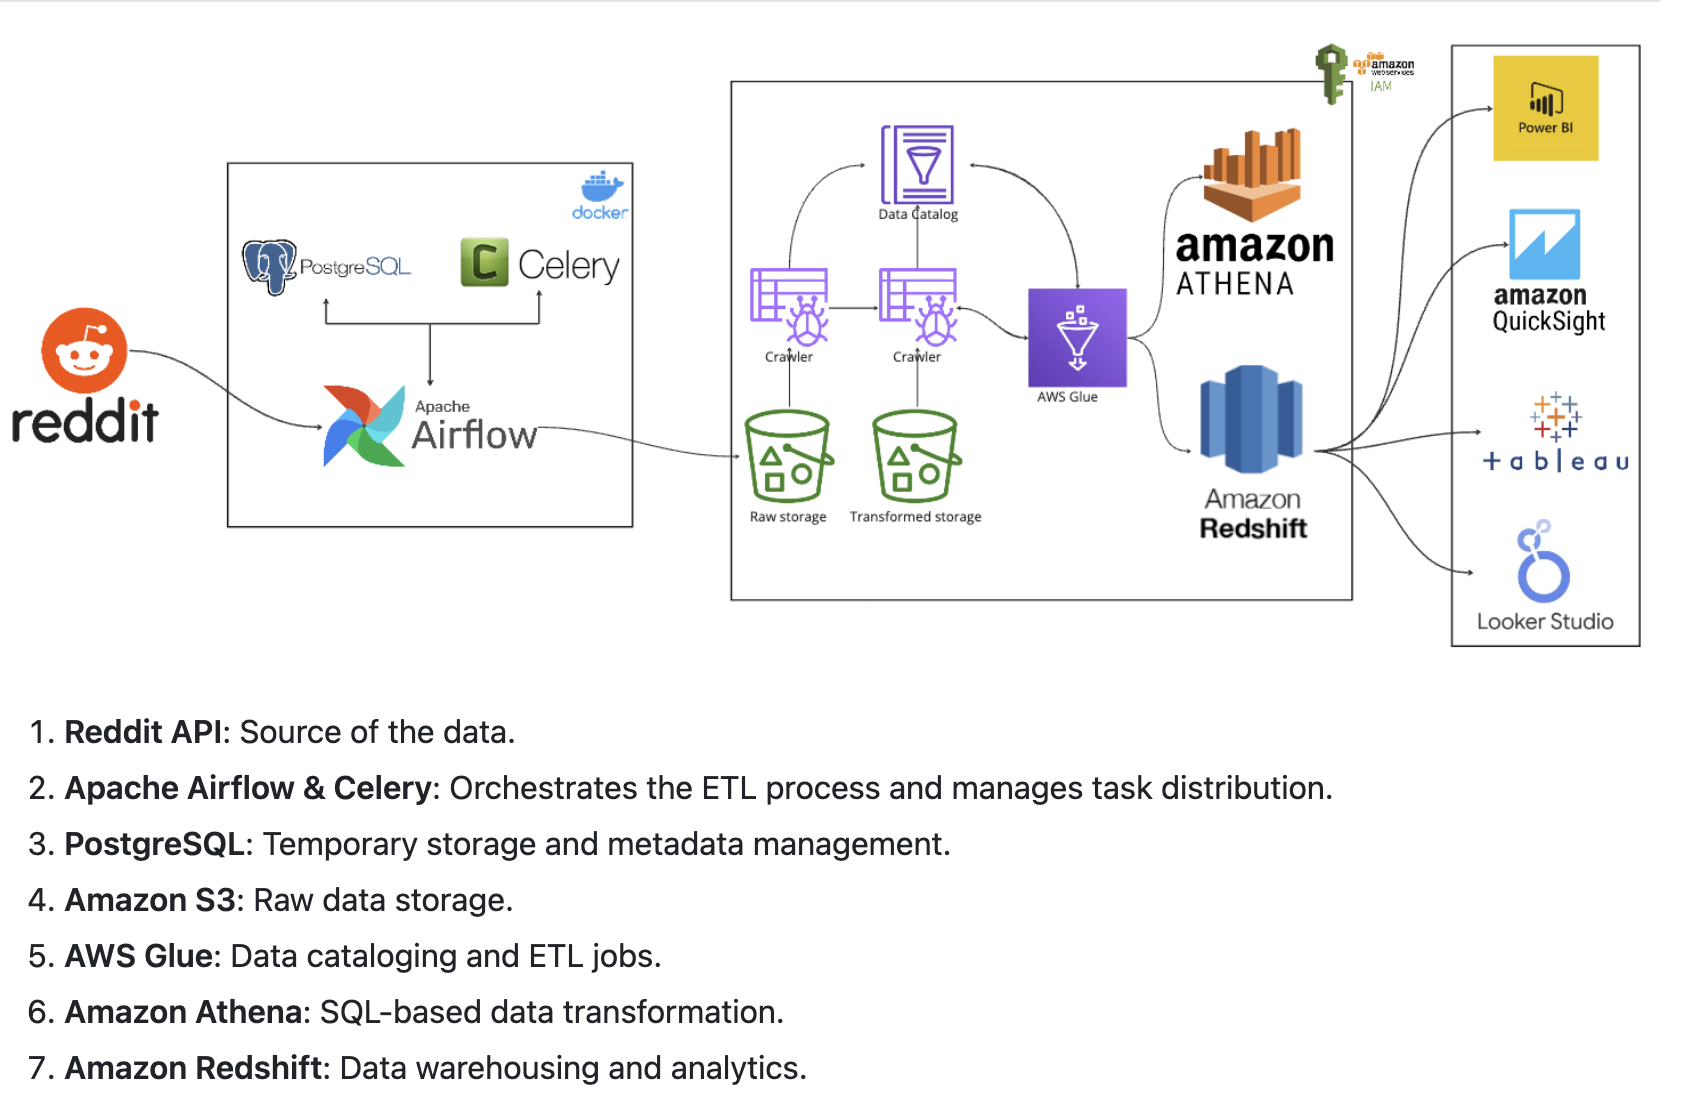 reddit
docker
PostgreSQL
Celery
Apache
Airflow
amazon
webservices
IAM
Data Catalog
Crawler
Crawler
AWS Glue
Raw storage
Transformed storage
amazon
ATHENA
Amazon
Redshift
Power BI
amazon
QuickSight
+ a b | e a u
Looker Studio
1. Reddit API: Source of the data.
2. Apache Airflow & Celery: Orchestrates the ETL process and manages task distribution.
3. PostgreSQL: Temporary storage and metadata management.
4. Amazon S3: Raw data storage.
5. AWS Glue: Data cataloging and ETL jobs.
6. Amazon Athena: SQL-based data transformation.
7. Amazon Redshift: Data warehousing and analytics.